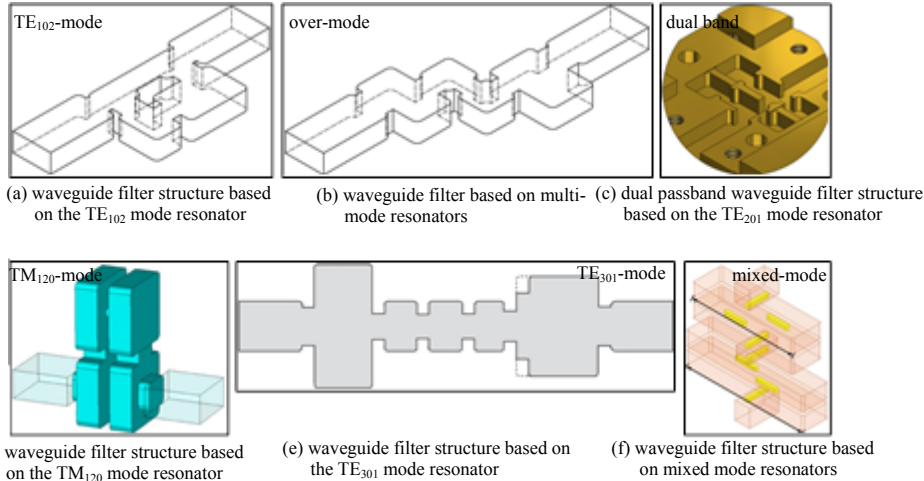 TE₁₀₂-mode
over-mode
dual band
(a) waveguide filter structure based
on the TE₁₀₂ mode resonator
(b) waveguide filter based on multi-
mode resonators
(c) dual passband waveguide filter structure
based on the TE₂₀₁ mode resonator
TM₁₂₀-mode
TE₃₀₁-mode
mixed-mode
waveguide filter structure based
on the TM₁₂₀ mode resonator
(e) waveguide filter structure based on
the TE₃₀₁ mode resonator
(f) waveguide filter structure based
on mixed mode resonators